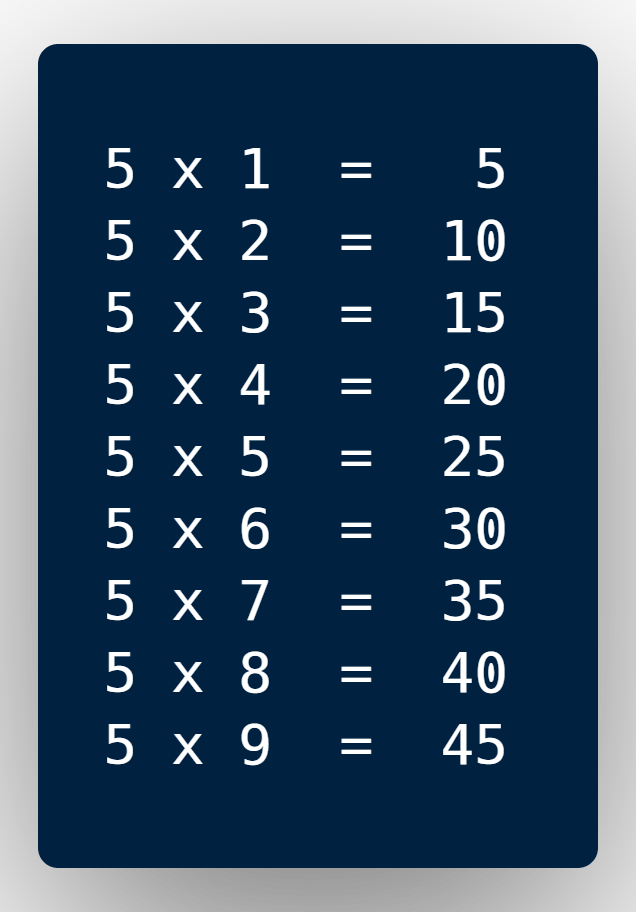 5 x 1  =   5
5 x 2  =  10
5 x 3  =  15
5 x 4  =  20
5 x 5  =  25
5 x 6  =  30
5 x 7  =  35
5 x 8  =  40
5 x 9  =  45